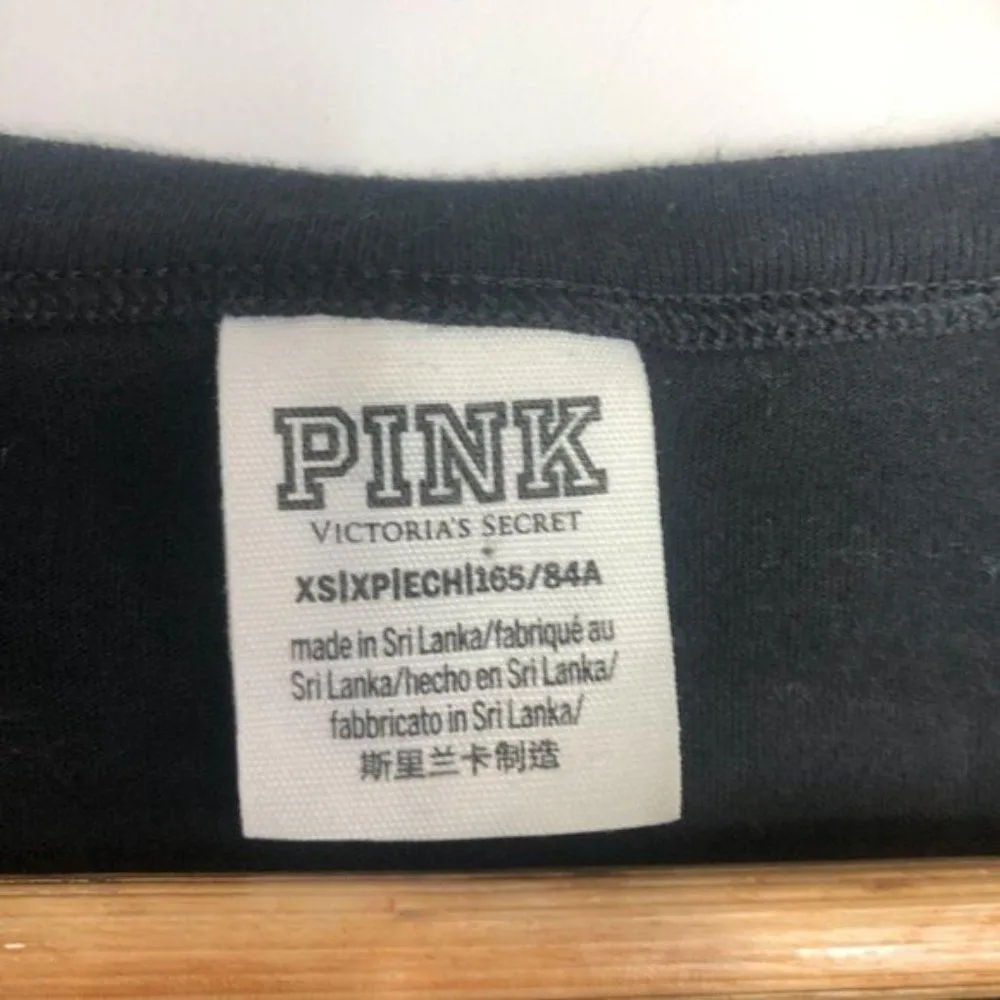 PINK
VICTORIA'S SECRET
XS|XP|ECH|165/84A
made in Sri Lanka/fabriqué au
Sri Lanka/hecho en Sri Lanka/
fabbricato in Sri Lanka/
斯里兰卡制造